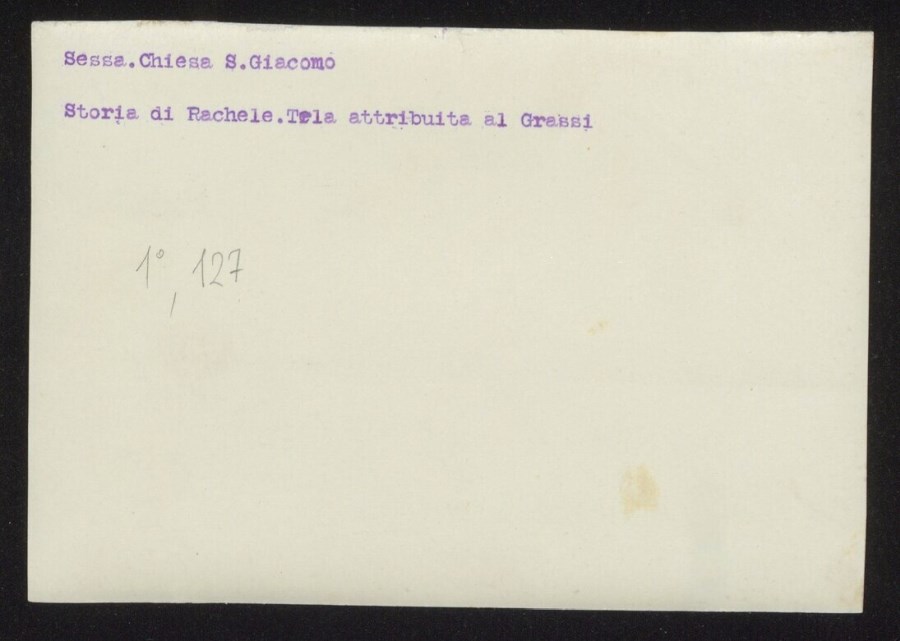 Sessa.Chiesa S.Giacomo
Storia di Rachele.Tela attribuita al Grassi
1°, 127